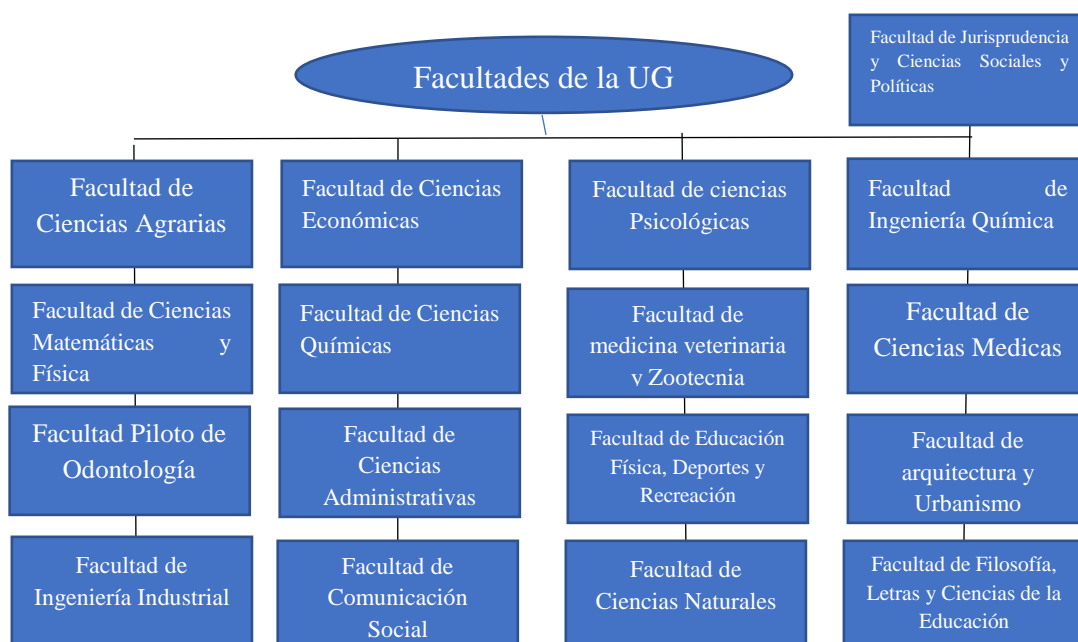 Facultades de la UG
Facultad de Jurisprudencia
y Ciencias Sociales y
Políticas
Facultad de
Ciencias Agrarias
Facultad de Ciencias
Económicas
Facultad de ciencias
Psicológicas
Facultad de
Ingeniería Química
Facultad de Ciencias
Matemáticas y
Física
Facultad de Ciencias
Químicas
Facultad de
medicina veterinaria
y Zootecnia
Facultad de
Ciencias Medicas
Facultad Piloto de
Odontología
Facultad de
Ciencias
Administrativas
Facultad de Educación
Física, Deportes y
Recreación
Facultad de
arquitectura y
Urbanismo
Facultad de
Ingeniería Industrial
Facultad de
Comunicación
Social
Facultad de
Ciencias Naturales
Facultad de Filosofía,
Letras y Ciencias de la
Educación